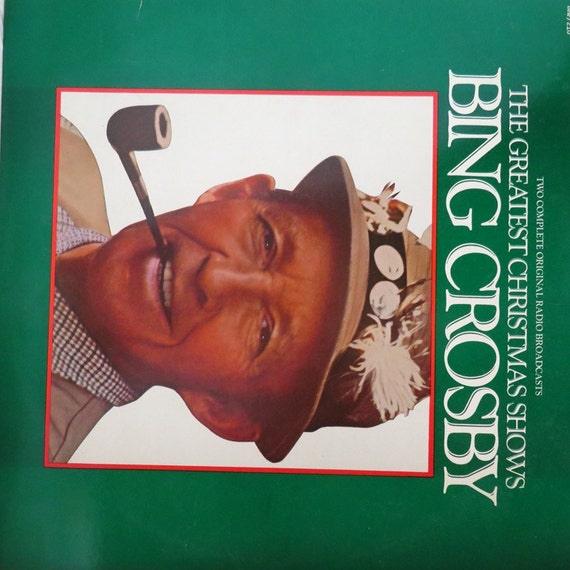 THE GREATEST CHRISTMAS SHOWS
TWO COMPLETE ORIGINAL RADIO BROADCASTS
BING CROSBY